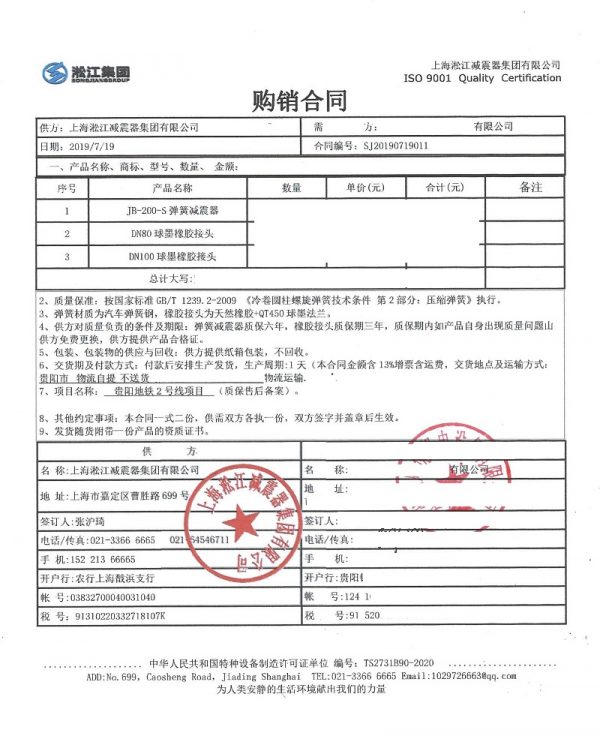 淞江集团
SONGJIANGGROUP
上海淞江减震器集团有限公司
ISO 9001 Quality Certification
购销合同
供方：上海淞江减震器集团有限公司 需 方： 有限公司
日期：2019/7/19 合同编号：SJ20190719011
一、产品名称、商标、型号、数量、金额：
序号 产品名称 数量 单价(元) 合计(元) 备注
1 JB-200-S弹簧减震器
2 DN80球墨橡胶接头
3 DN100球墨橡胶接头
总计大写：
2、质量保准：按国家标准GB/T 1239.2-2009 《冷卷圆柱螺旋弹簧技术条件 第2部分：压缩弹簧》执行。
3、弹簧材质为汽车弹簧钢，橡胶接头为天然橡胶+QT450球墨法兰。
4、供方对质量负责的条件及期限：弹簧减震器质保六年，橡胶接头质保期三年，质保期内如产品自身出现质量问题由
供方免费更换，供方提供产品合格证。
5、包装、包装物的供应与回收：供方提供纸箱包装，不回收。
6、交货期及付款方式：付款后安排生产发货，生产周期：1天（本合同金额含13%增票含运费，交货地点及运输方式：
贵阳市 物流自提 不送货 物流运输.
7、项目名称： 贵阳地铁2号线项目 （质保售后备案）。
8、其他约定事项：本合同一式二份，供需双方各执一份，双方签字并盖章后生效。
9、发货随货附带一份产品的资质证书。
供 方
名 称：上海淞江减震器集团有限公司 名 称： 有限公司
地 址：上海市嘉定区曹胜路699号 地 址：
签订人：张沪琦 签订人：
电话/传真：021-3366 6665 021-54546711 电话/传真：
手 机：152 213 66665 手 机：
开户行：农行上海戬浜支行 开户行：贵阳
帐 号：03832700040031040 帐 号：124 1
税 号：91310220332718107K 税 号：91 520
上海淞江减震器集团有限公司
中华人民共和国特种设备制造许可证单位 编号：TS2731B90-2020
ADD:No.699, Caosheng Road, Jiading Shanghai TEL:021-3366 6665 Email:1029726663@qq.com
为人类安静的生活环境献出我们的力量